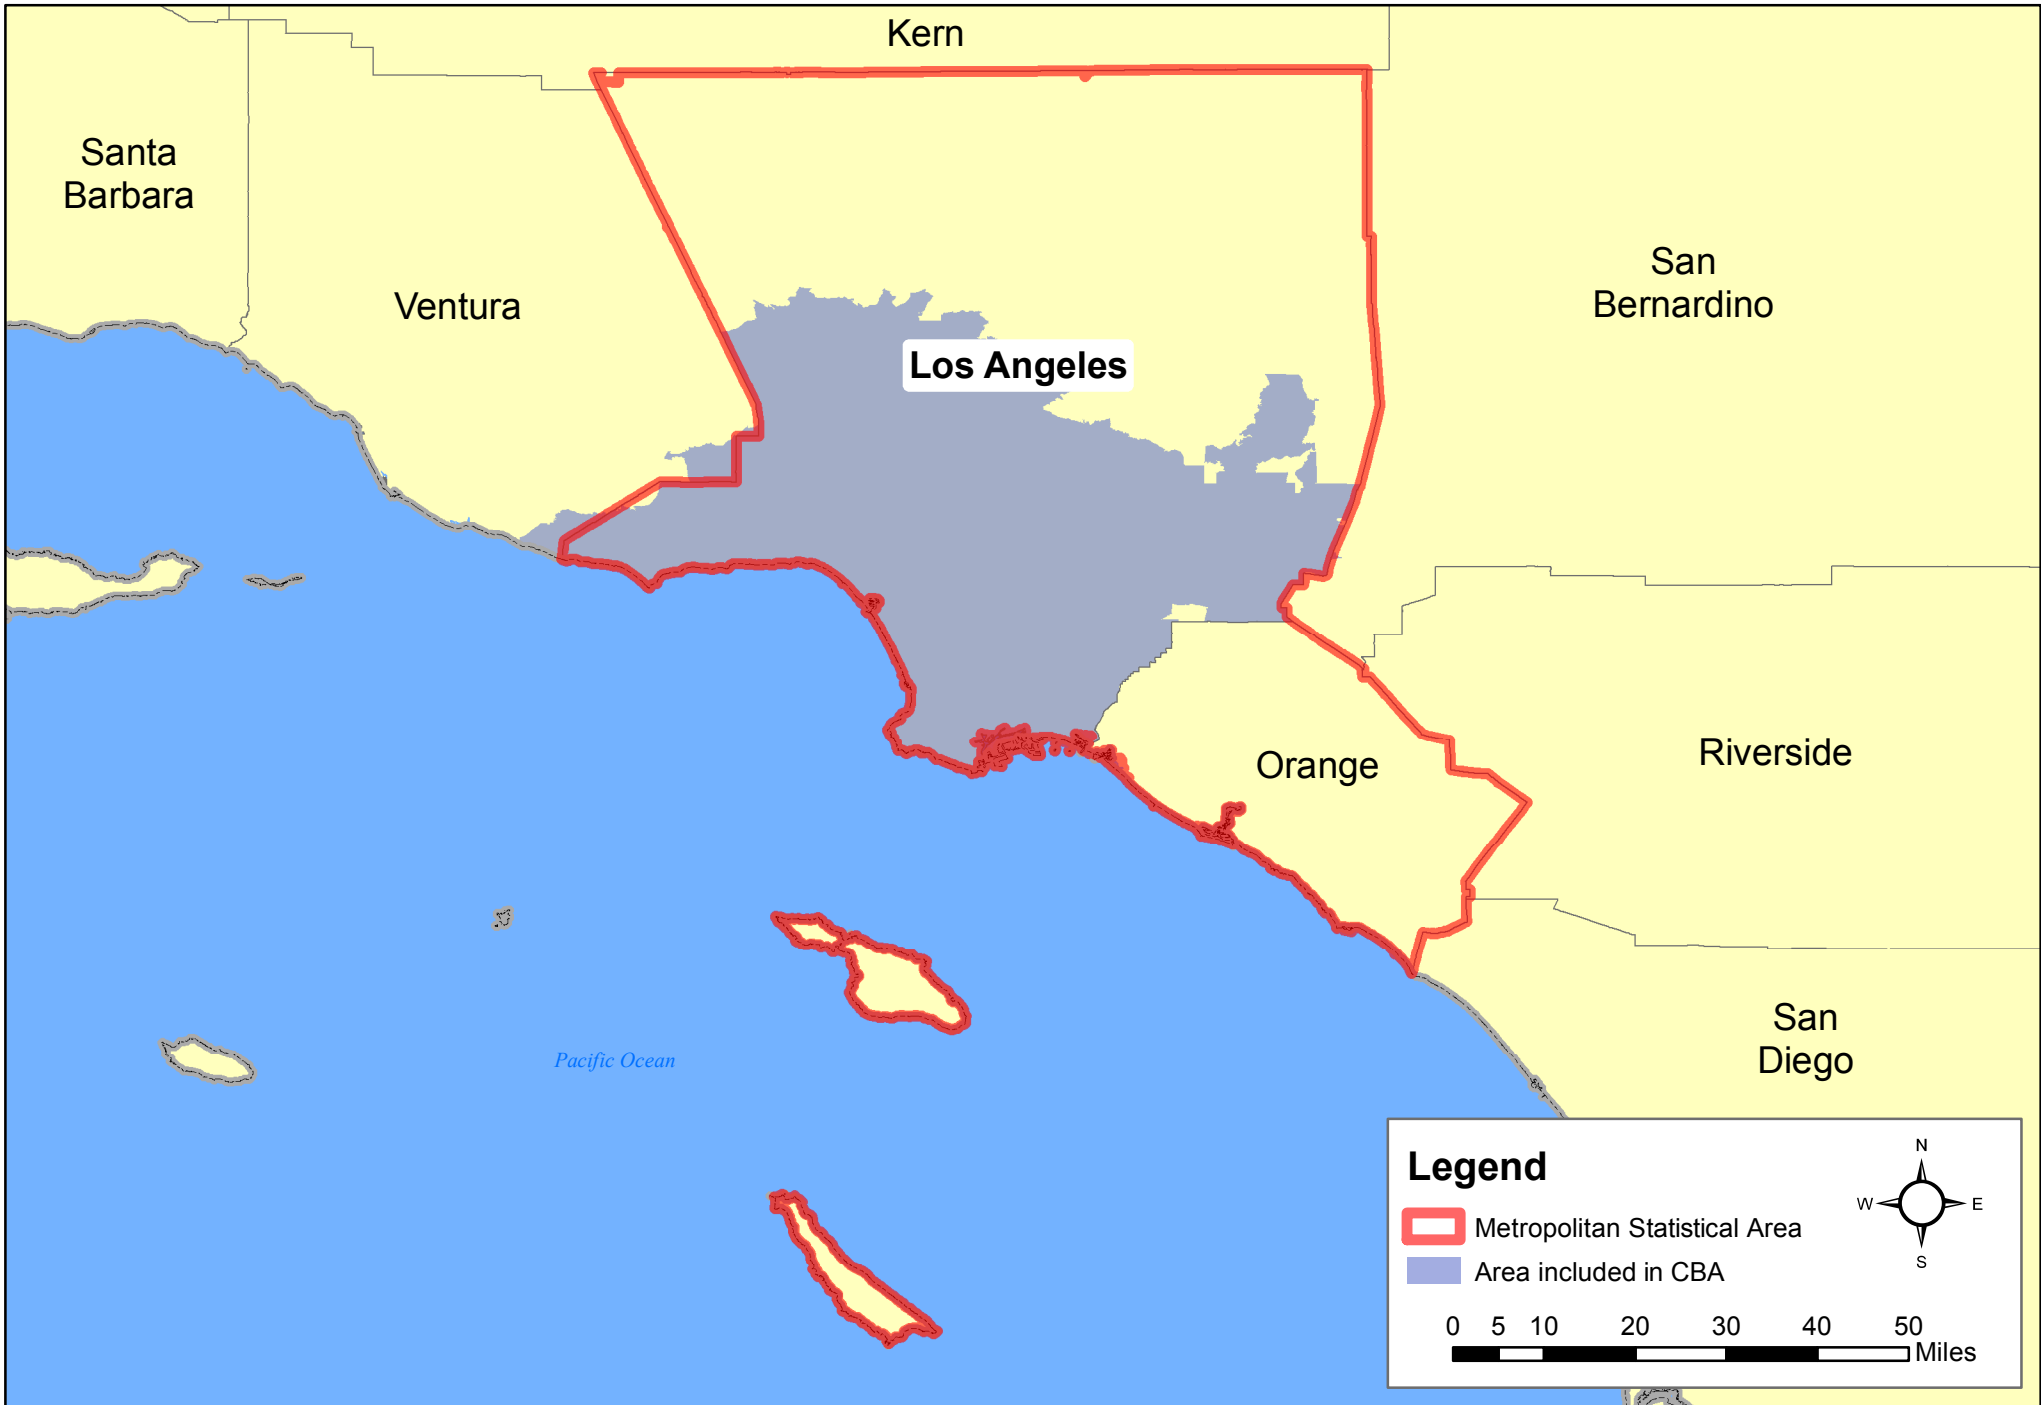 Kern
Santa
Barbara
Ventura
San
Bernardino
Los Angeles
Orange
Riverside
Pacific Ocean
San
Diego
Legend
N
W E
S
Metropolitan Statistical Area
Area included in CBA
0 5 10 20 30 40 50
Miles